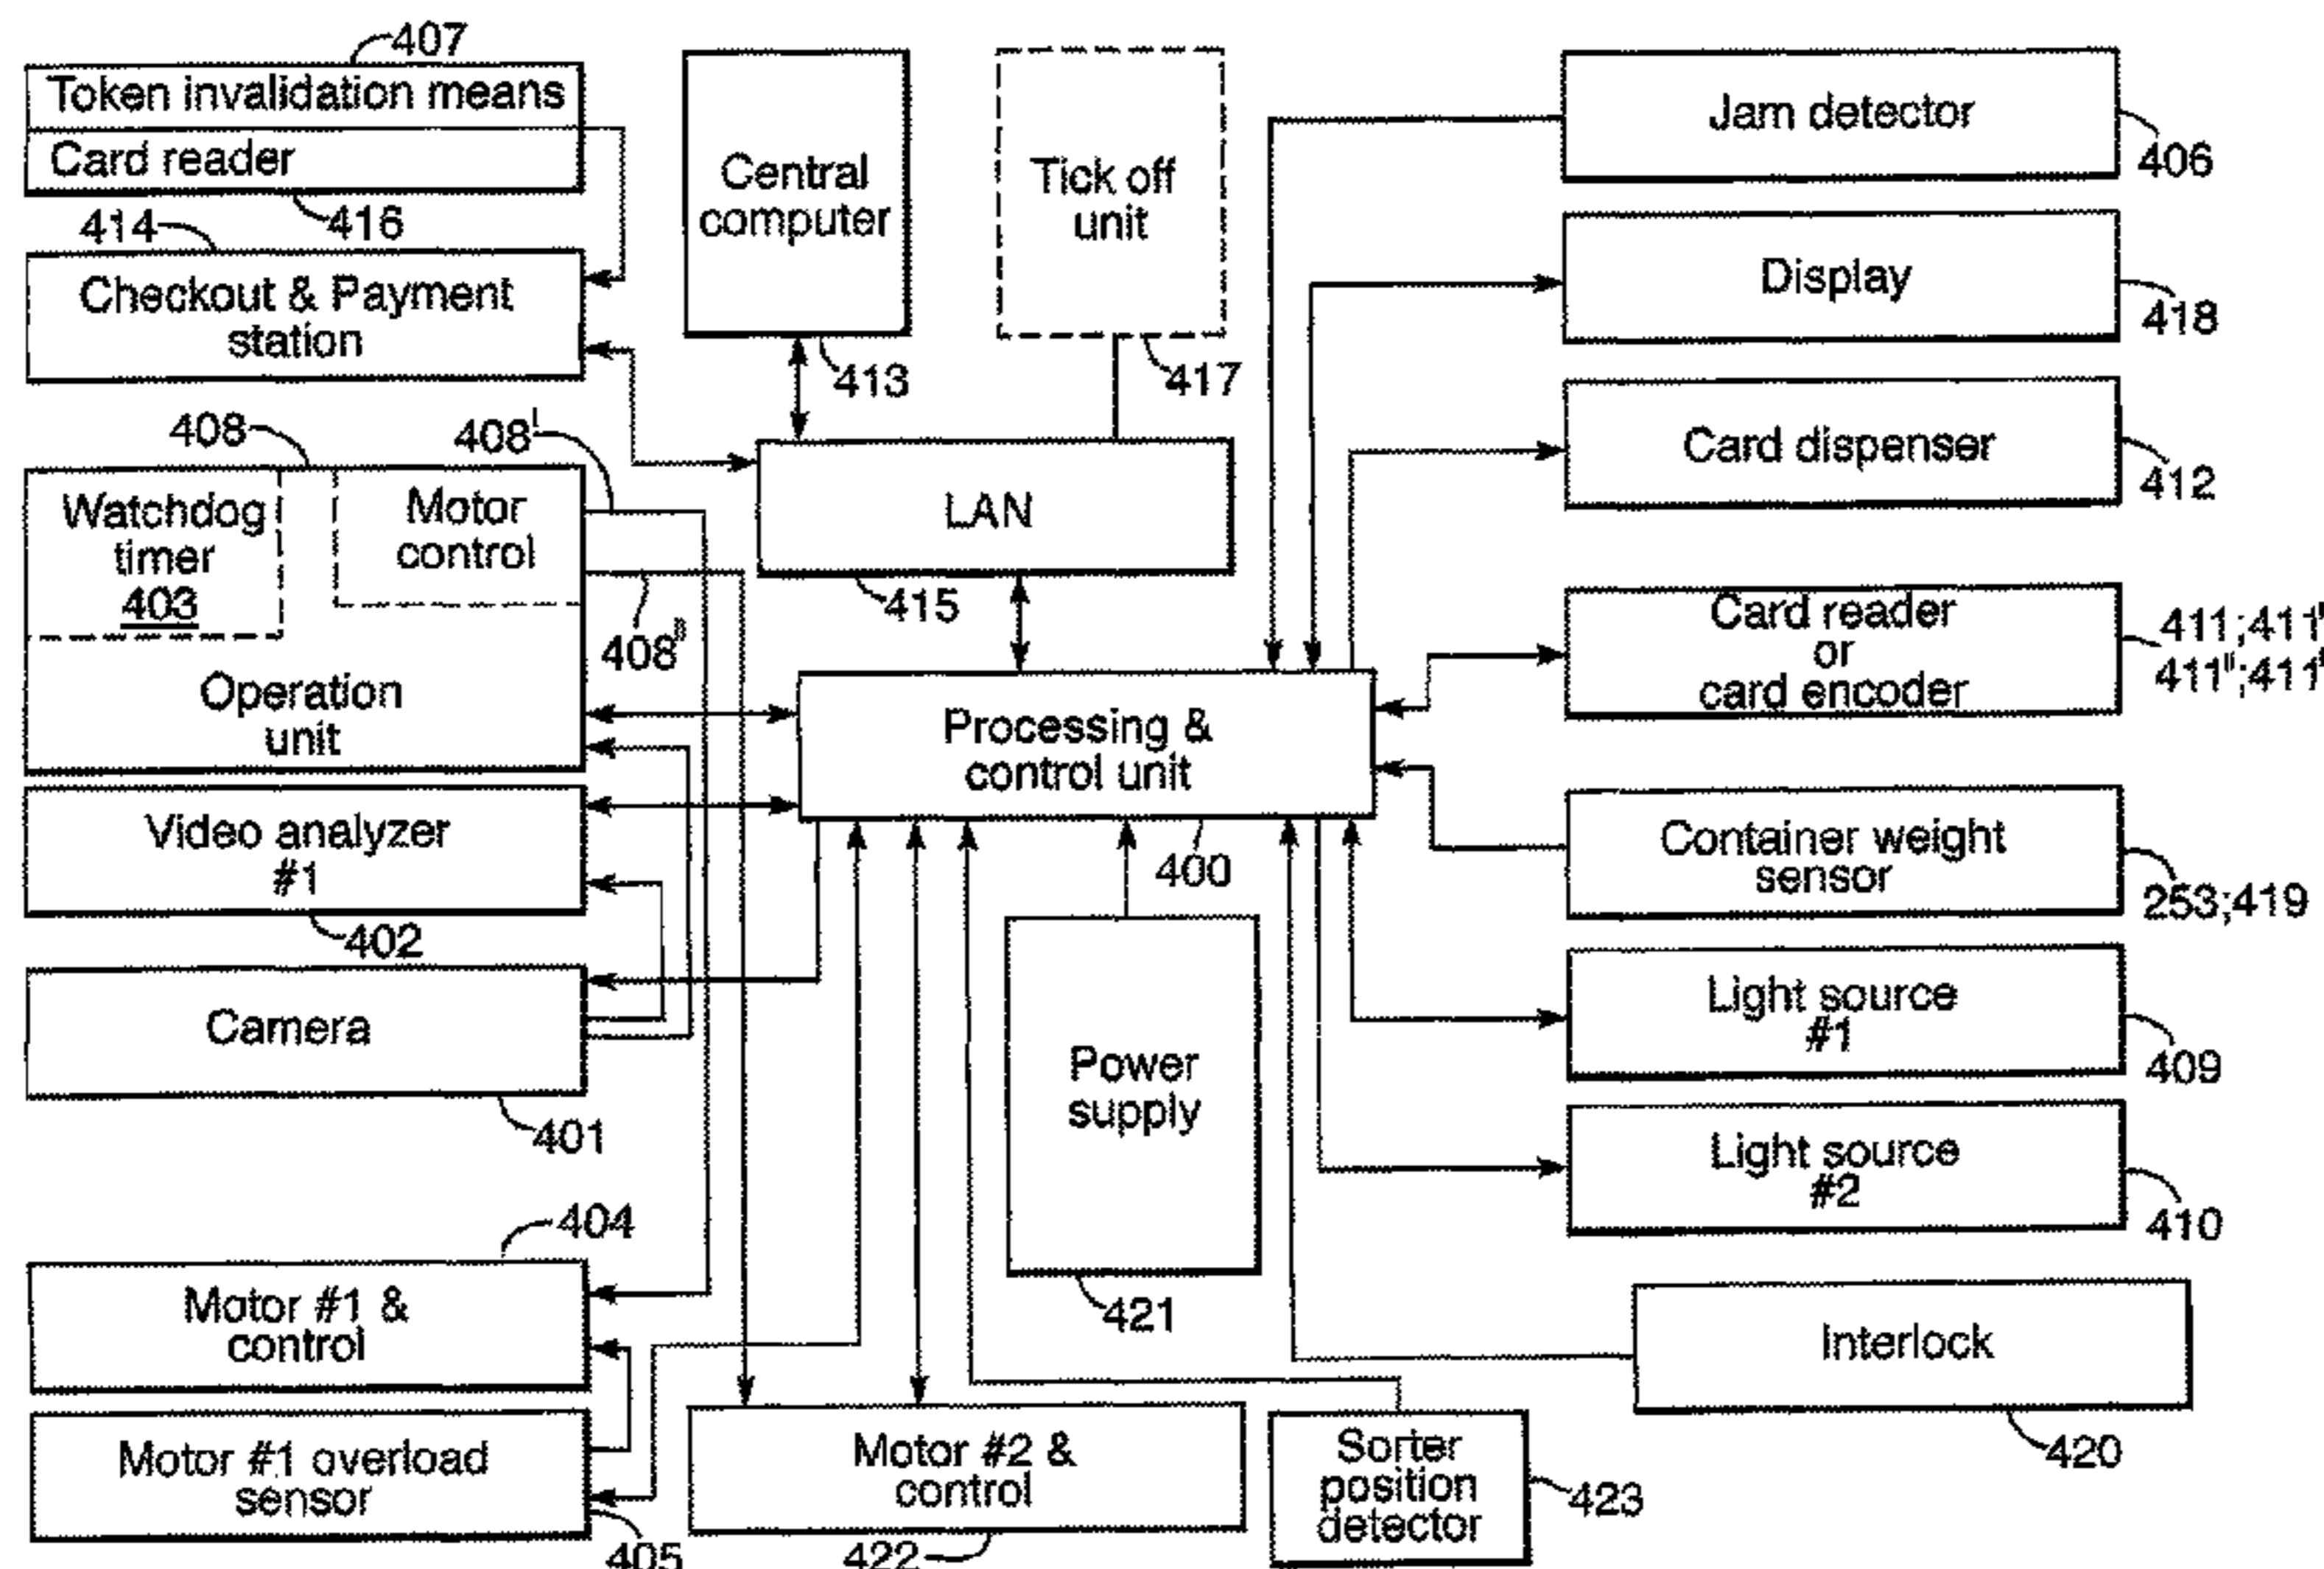 407
Token invalidation means
Card reader
416
414
Checkout & Payment
station
Central
computer
413
Tick off
unit
417
Jam detector
406
Display
418
Card dispenser
412
408
408'
Watchdog
timer
403
Motor
control
408"
Operation
unit
LAN
415
Card reader
or
card encoder
411;411'
411";411"
Processing &
control unit
400
Video analyzer
#1
402
Container weight
sensor
253;419
Camera
401
Power
supply
421
Light source
#1
409
Light source
#2
410
404
Motor #1 &
control
Interlock
420
Motor #1 overload
sensor
405
Motor #2 &
control
422
Sorter
position
detector
423